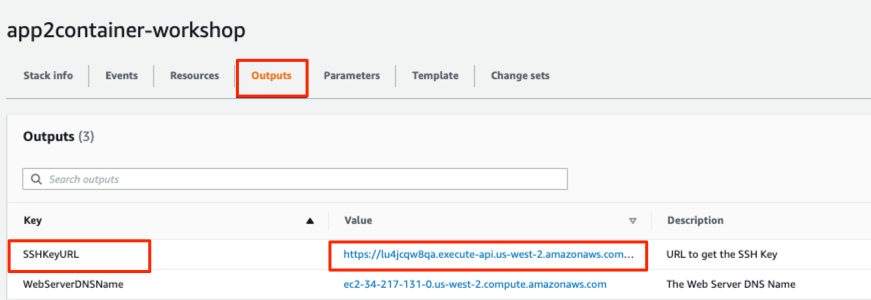 app2container-workshop
Stack info Events Resources Outputs Parameters Template Change sets
Outputs (3)
Search outputs
Key Value Description
SSHKeyURL https://lu4jcqw8qa.execute-api.us-west-2.amazonaws.com... URL to get the SSH Key
WebServerDNSName ec2-34-217-131-0.us-west-2.compute.amazonaws.com The Web Server DNS Name